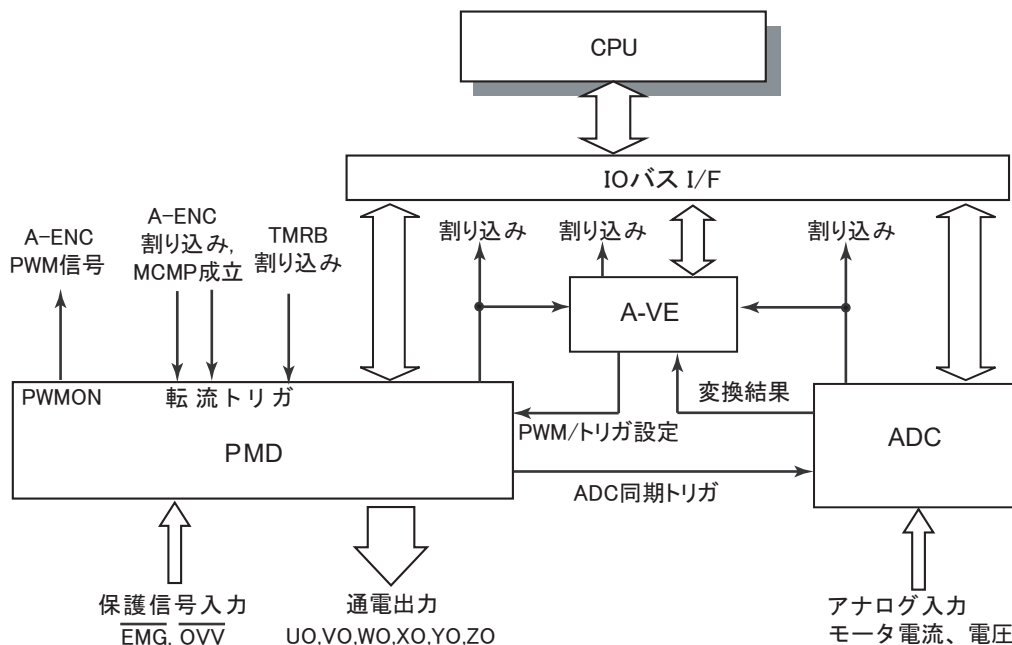 CPU
IOバス I/F
A-ENC
PWM信号
A-ENC
割り込み,
MCMP成立
TMRB
割り込み
割り込み
割り込み
割り込み
A-VE
PWMON
転流トリガ
PMD
PWM/トリガ設定
変換結果
ADC
ADC同期トリガ
保護信号入力
EMG, OVV
通電出力
UO,VO,WO,XO,YO,ZO
アナログ入力
モータ電流、電圧